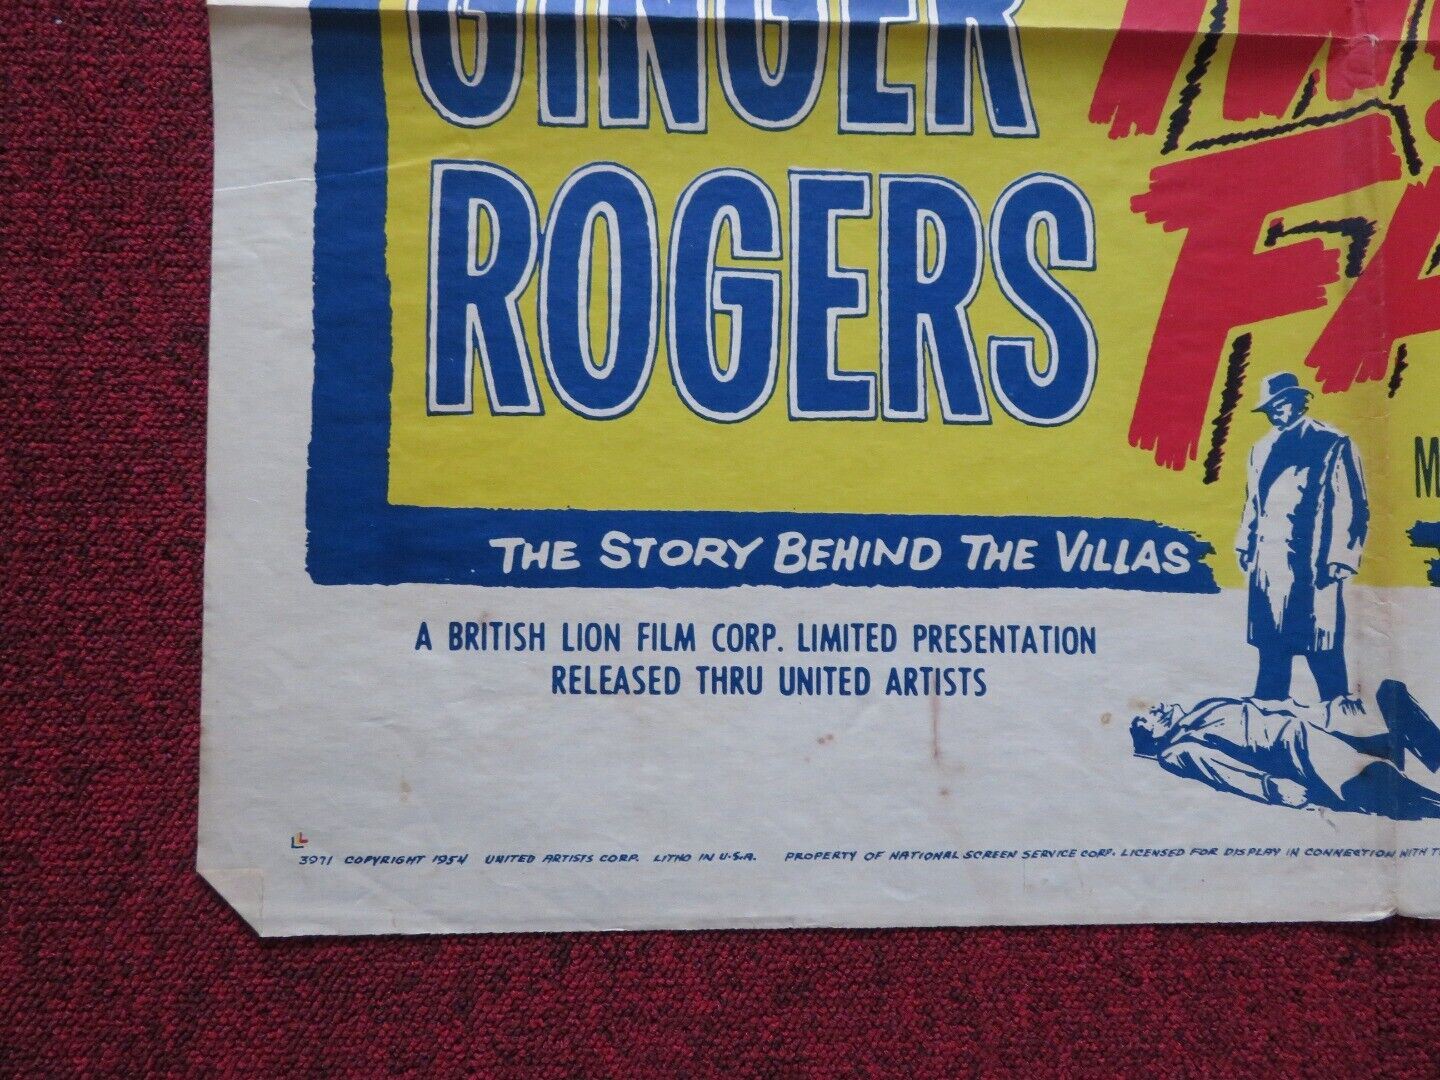 GINGER
ROGERS
THE STORY BEHIND THE VILLAS
A BRITISH LION FILM CORP. LIMITED PRESENTATION
RELEASED THRU UNITED ARTISTS
3971 COPYRIGHT 1954 UNITED ARTISTS CORP. LITHO IN U.S.A. PROPERTY OF NATIONAL SCREEN SERVICE CORP. LICENSED FOR DISPLAY IN CONNECTION WITH